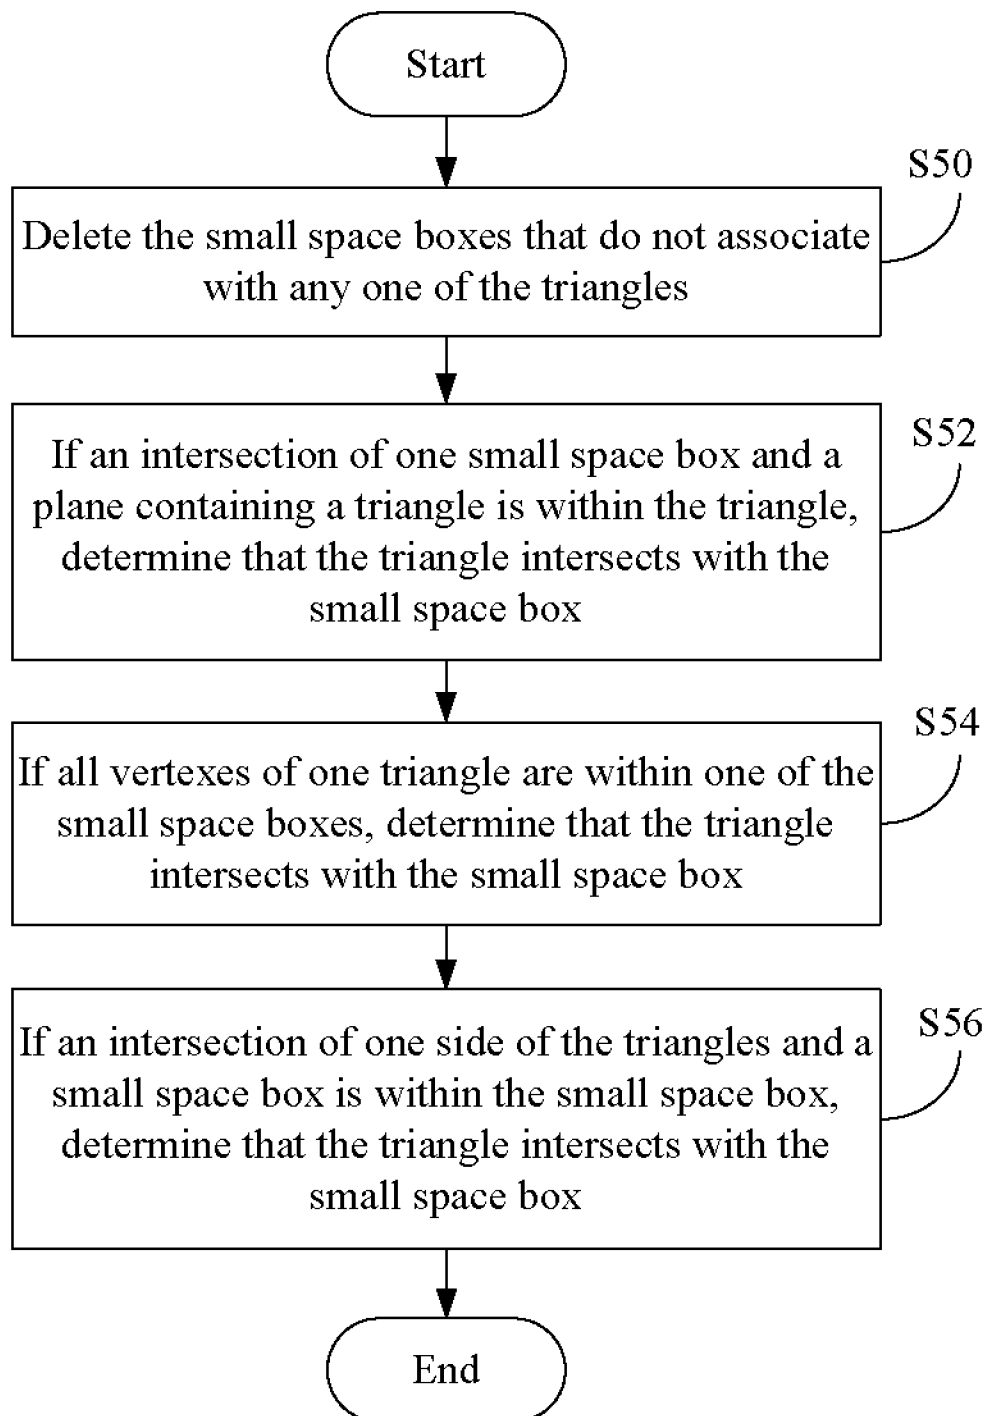 Start
S50
Delete the small space boxes that do not associate
with any one of the triangles
S52
If an intersection of one small space box and a
plane containing a triangle is within the triangle,
determine that the triangle intersects with the
small space box
S54
If all vertexes of one triangle are within one of the
small space boxes, determine that the triangle
intersects with the small space box
S56
If an intersection of one side of the triangles and a
small space box is within the small space box,
determine that the triangle intersects with the
small space box
End